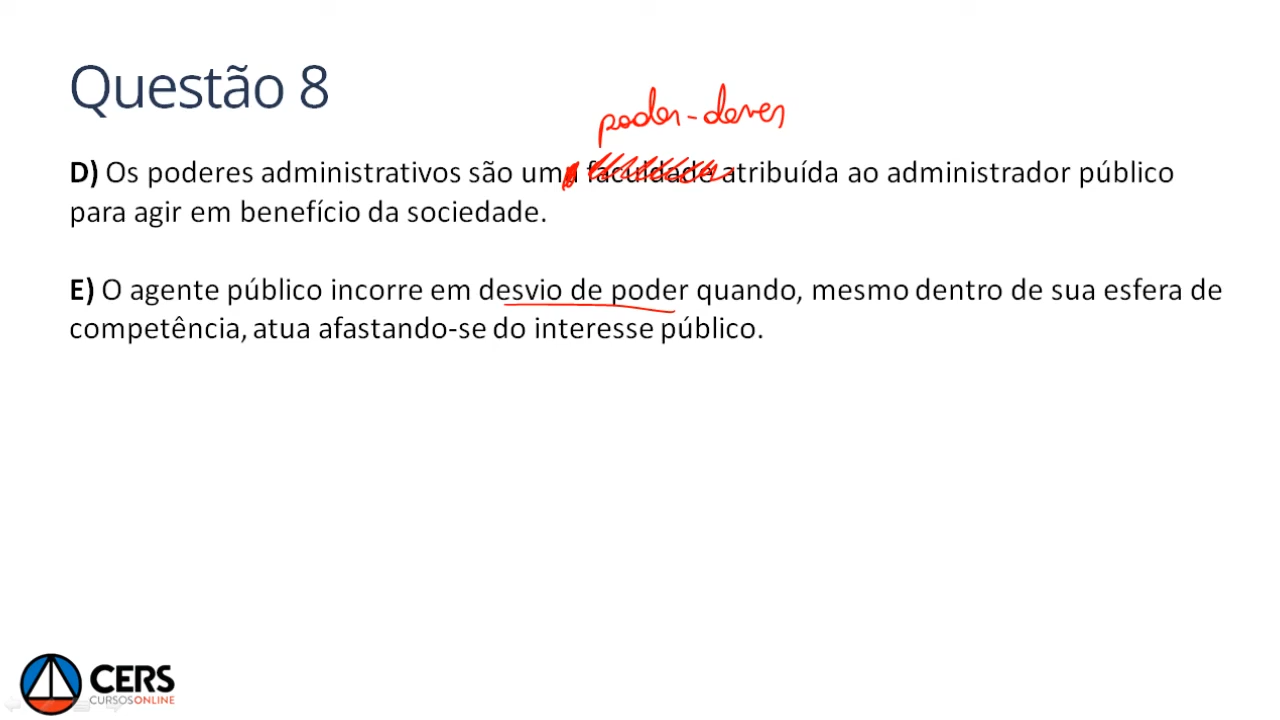 Questão 8
poder-dever
D) Os poderes administrativos são um faculdade atribuída ao administrador público
para agir em benefício da sociedade.
E) O agente público incorre em desvio de poder quando, mesmo dentro de sua esfera de
competência, atua afastando-se do interesse público.
CERS
CURSOS ONLINE